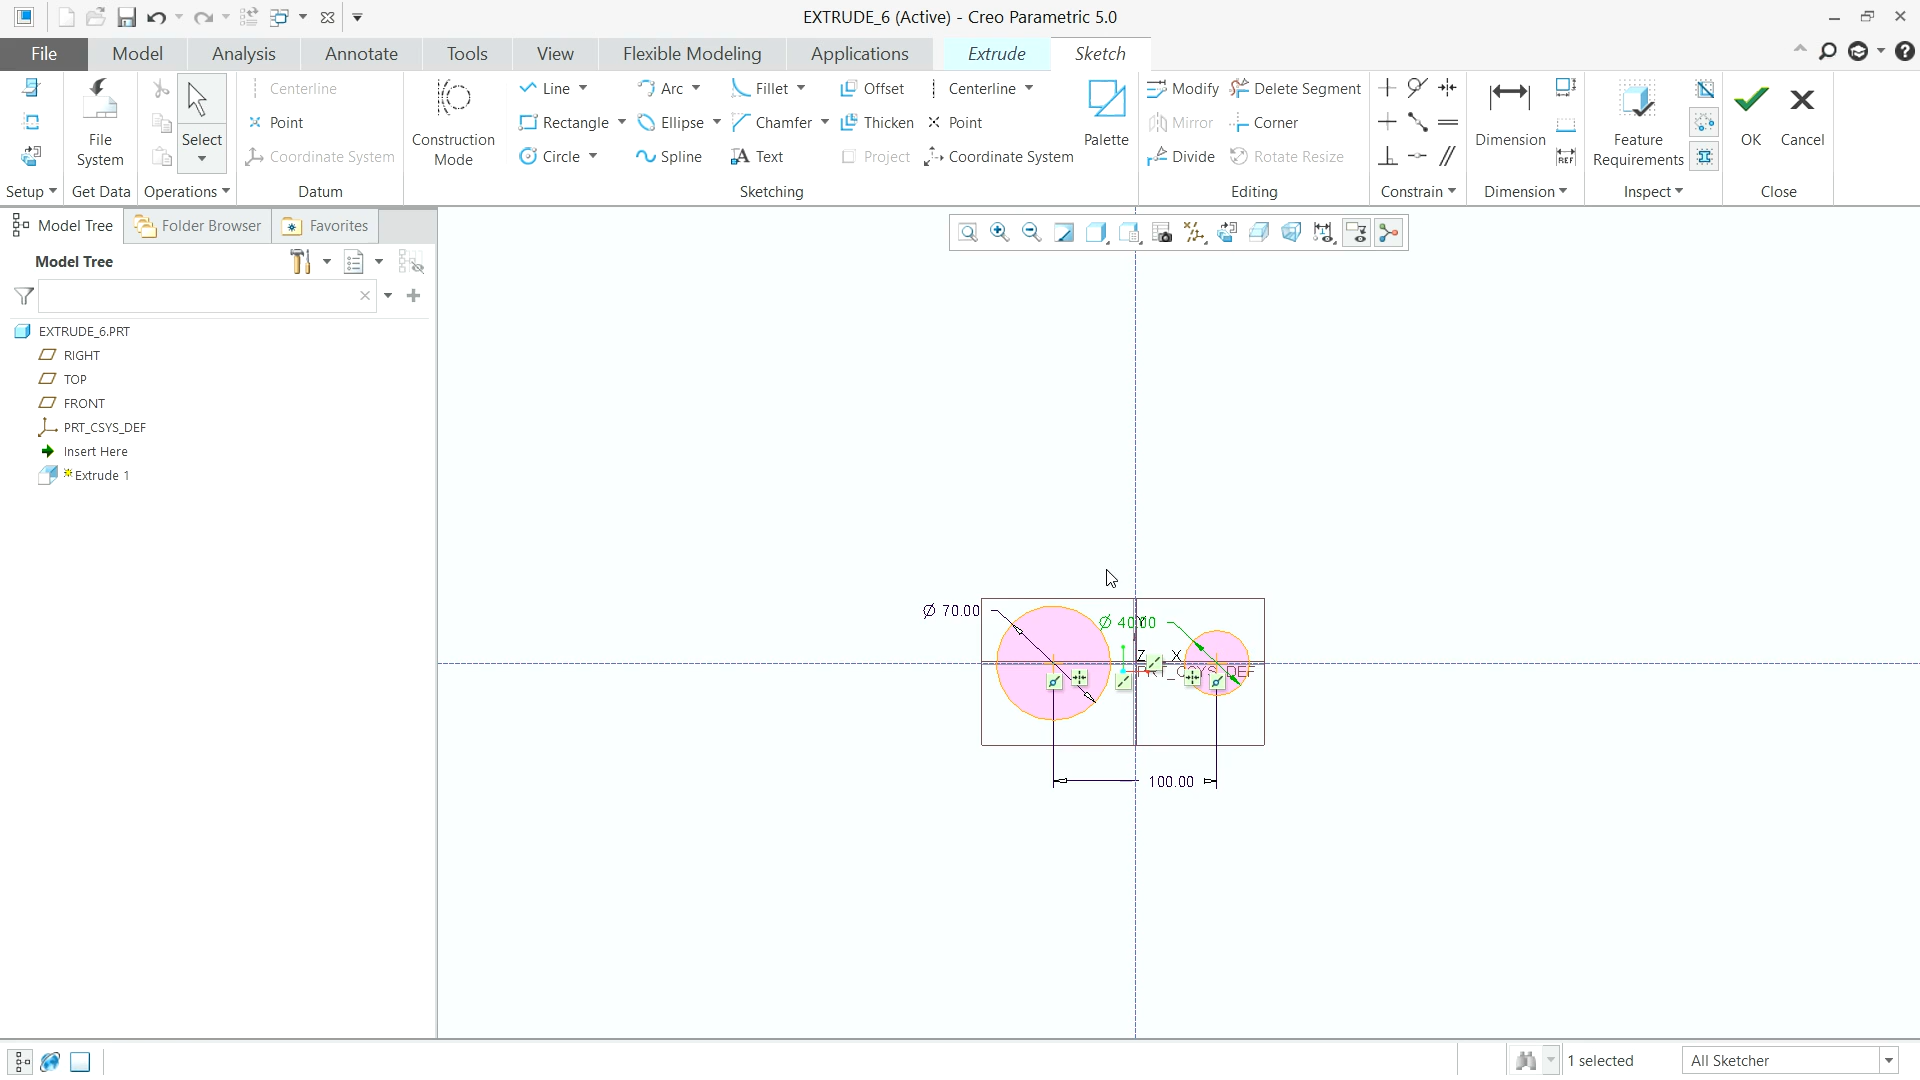 EXTRUDE_6 (Active) - Creo Parametric 5.0
File Model Analysis Annotate Tools View Flexible Modeling Applications Extrude Sketch
Centerline Line Arc Fillet Offset Centerline Modify Delete Segment
Point Rectangle Ellipse Chamfer Thicken Point Mirror Corner
File System Select Coordinate System Construction Mode Circle Spline Text Project Coordinate System Palette Divide Rotate Resize Dimension Feature Requirements OK Cancel
REF
Setup Get Data Operations Datum Sketching Editing Constrain Dimension Inspect Close
Model Tree Folder Browser Favorites
Model Tree
EXTRUDE_6.PRT
RIGHT
TOP
FRONT
PRT_CSYS_DEF
Insert Here
Extrude 1
Ø 70.00
Ø 40.00
Y
Z X
PRT_CSYS_DEF
100.00
1 selected All Sketcher